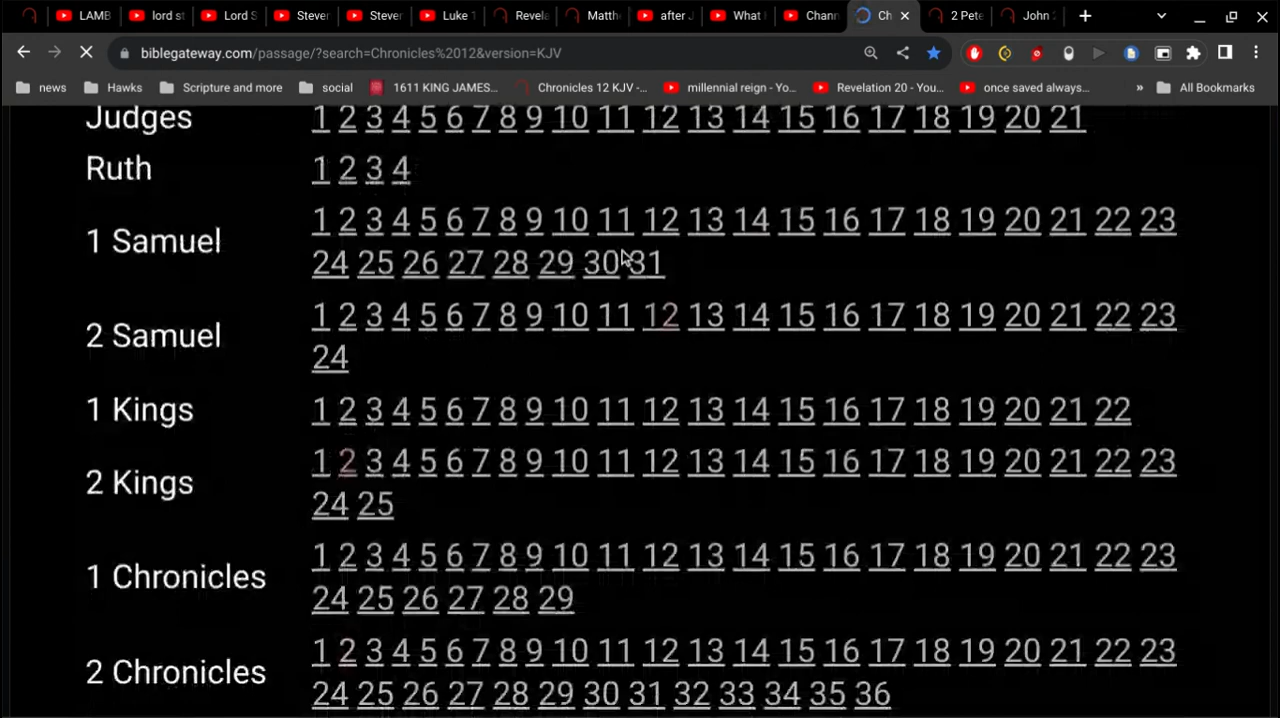 LAMB
lord st
Lord S
Steven
Steven
Luke 1
Revela
Matthe
after J
What i
Chann
Ch
2 Pete
John 3
biblegateway.com/passage/?search=Chronicles%2012&version=KJV
news
Hawks
Scripture and more
social
1611 KING JAMES...
Chronicles 12 KJV -...
millennial reign - Yo...
Revelation 20 - You...
once saved always...
»
All Bookmarks
Judges 1 2 3 4 5 6 7 8 9 10 11 12 13 14 15 16 17 18 19 20 21
Ruth 1 2 3 4
1 Samuel 1 2 3 4 5 6 7 8 9 10 11 12 13 14 15 16 17 18 19 20 21 22 23
24 25 26 27 28 29 30 31
2 Samuel 1 2 3 4 5 6 7 8 9 10 11 12 13 14 15 16 17 18 19 20 21 22 23
24
1 Kings 1 2 3 4 5 6 7 8 9 10 11 12 13 14 15 16 17 18 19 20 21 22
2 Kings 1 2 3 4 5 6 7 8 9 10 11 12 13 14 15 16 17 18 19 20 21 22 23
24 25
1 Chronicles 1 2 3 4 5 6 7 8 9 10 11 12 13 14 15 16 17 18 19 20 21 22 23
24 25 26 27 28 29
2 Chronicles 1 2 3 4 5 6 7 8 9 10 11 12 13 14 15 16 17 18 19 20 21 22 23
24 25 26 27 28 29 30 31 32 33 34 35 36